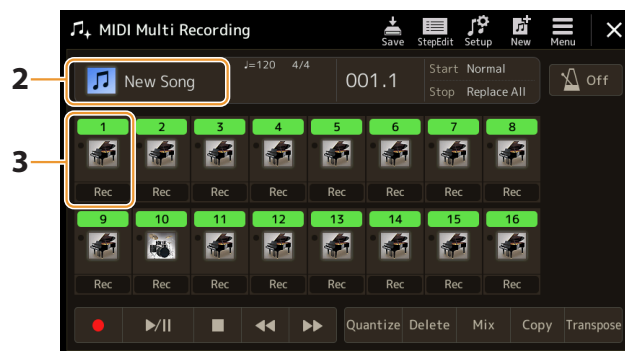 MIDI Multi Recording
Save StepEdit Setup New Menu
2
New Song
♩=120 4/4
001.1
Start Normal
Stop Replace All
Off
3
1 2 3 4 5 6 7 8
Rec Rec Rec Rec Rec Rec Rec Rec
9 10 11 12 13 14 15 16
Rec Rec Rec Rec Rec Rec Rec Rec
Quantize Delete Mix Copy Transpose